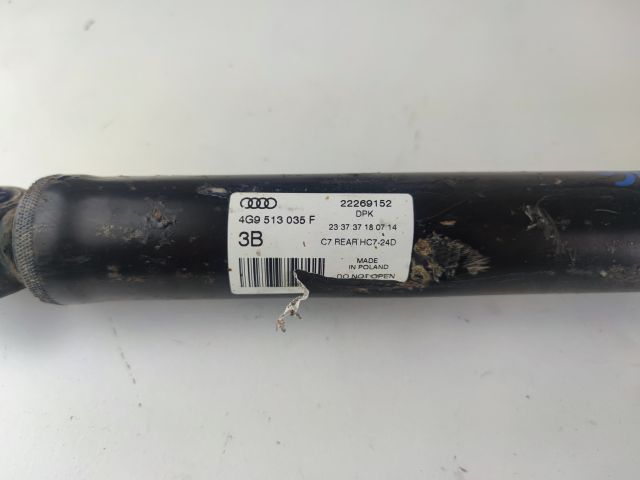 22269152
4G9 513 035 F
DPK
23 37 37 18 07 14
3B
C7 REAR HC7-24D
MADE
IN POLAND
DO NOT OPEN